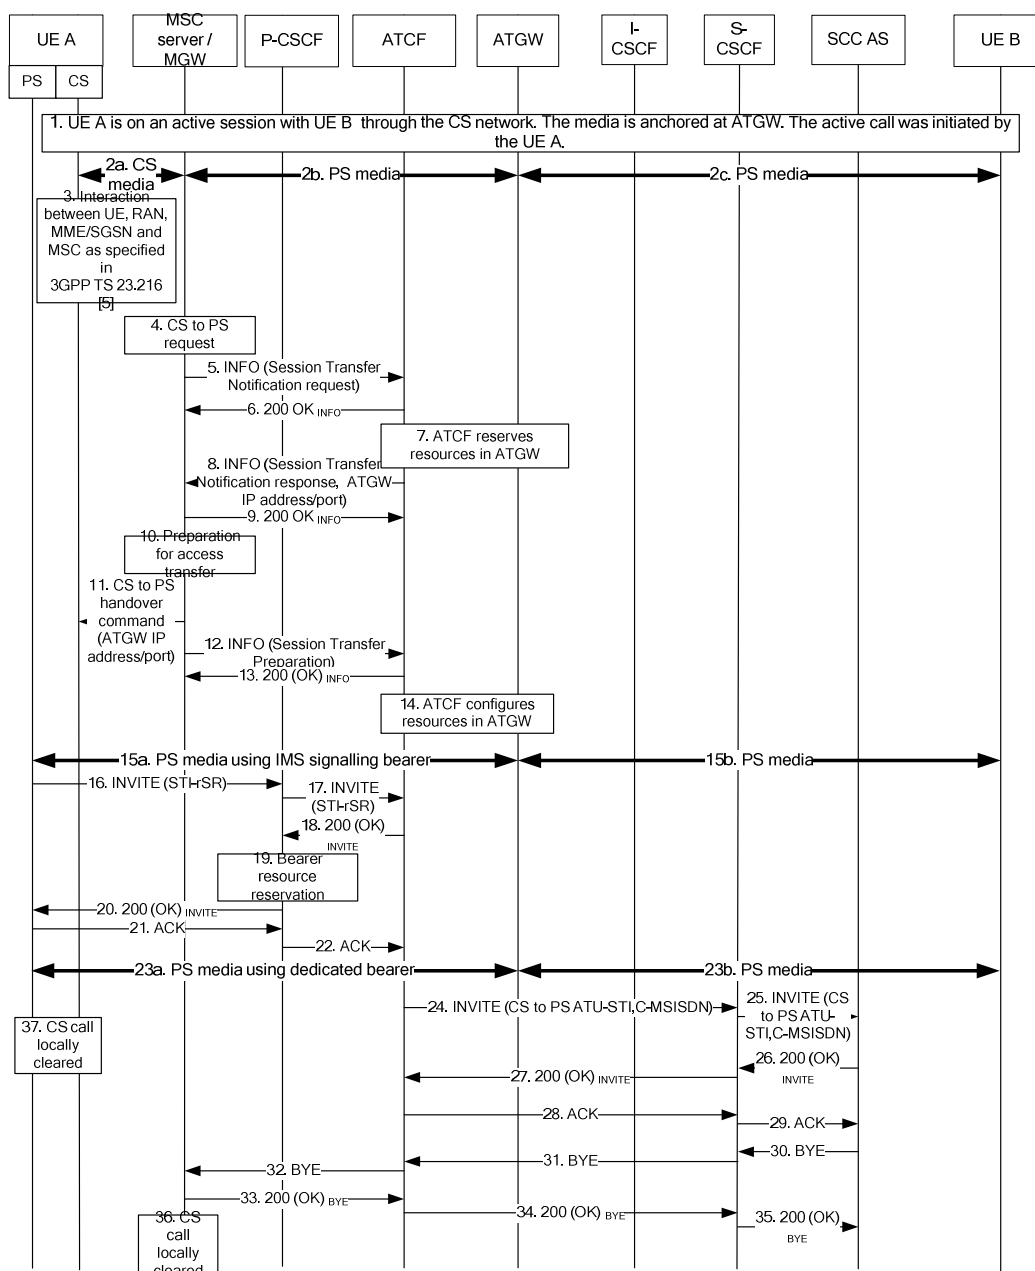 UE A
MSC
server /
MGW
P-CSCF
ATCF
ATGW
I-
CSCF
S-
CSCF
SCC AS
UE B
PS
CS
1. UE A is on an active session with UE B through the CS network. The media is anchored at ATGW. The active call was initiated by
the UE A.
2a. CS
media
2b. PS media
2c. PS media
3. Interaction
between UE, RAN,
MME/SGSN and
MSC as specified
in
3GPP TS 23.216
[5]
4. CS to PS
request
5. INFO (Session Transfer
Notification request)
6. 200 OK INFO
7. ATCF reserves
resources in ATGW
8. INFO (Session Transfer
Notification response, ATGW
IP address/port)
9. 200 OK INFO
10. Preparation
for access
transfer
11. CS to PS
handover
command
(ATGW IP
address/port)
12. INFO (Session Transfer
Preparation)
13. 200 (OK) INFO
14. ATCF configures
resources in ATGW
15a. PS media using IMS signalling bearer
15b. PS media
16. INVITE (STI-rSR)
17. INVITE
(STI-rSR)
18. 200 (OK)
INVITE
19. Bearer
resource
reservation
20. 200 (OK) INVITE
21. ACK
22. ACK
23a. PS media using dedicated bearer
23b. PS media
24. INVITE (CS to PS ATU-STI,C-MSISDN)
25. INVITE (CS
to PS ATU-
STI,C-MSISDN)
37. CS call
locally
cleared
26. 200 (OK)
INVITE
27. 200 (OK) INVITE
28. ACK
29. ACK
30. BYE
31. BYE
32. BYE
33. 200 (OK) BYE
34. 200 (OK) BYE
35. 200 (OK)
BYE
36. CS
call
locally
cleared